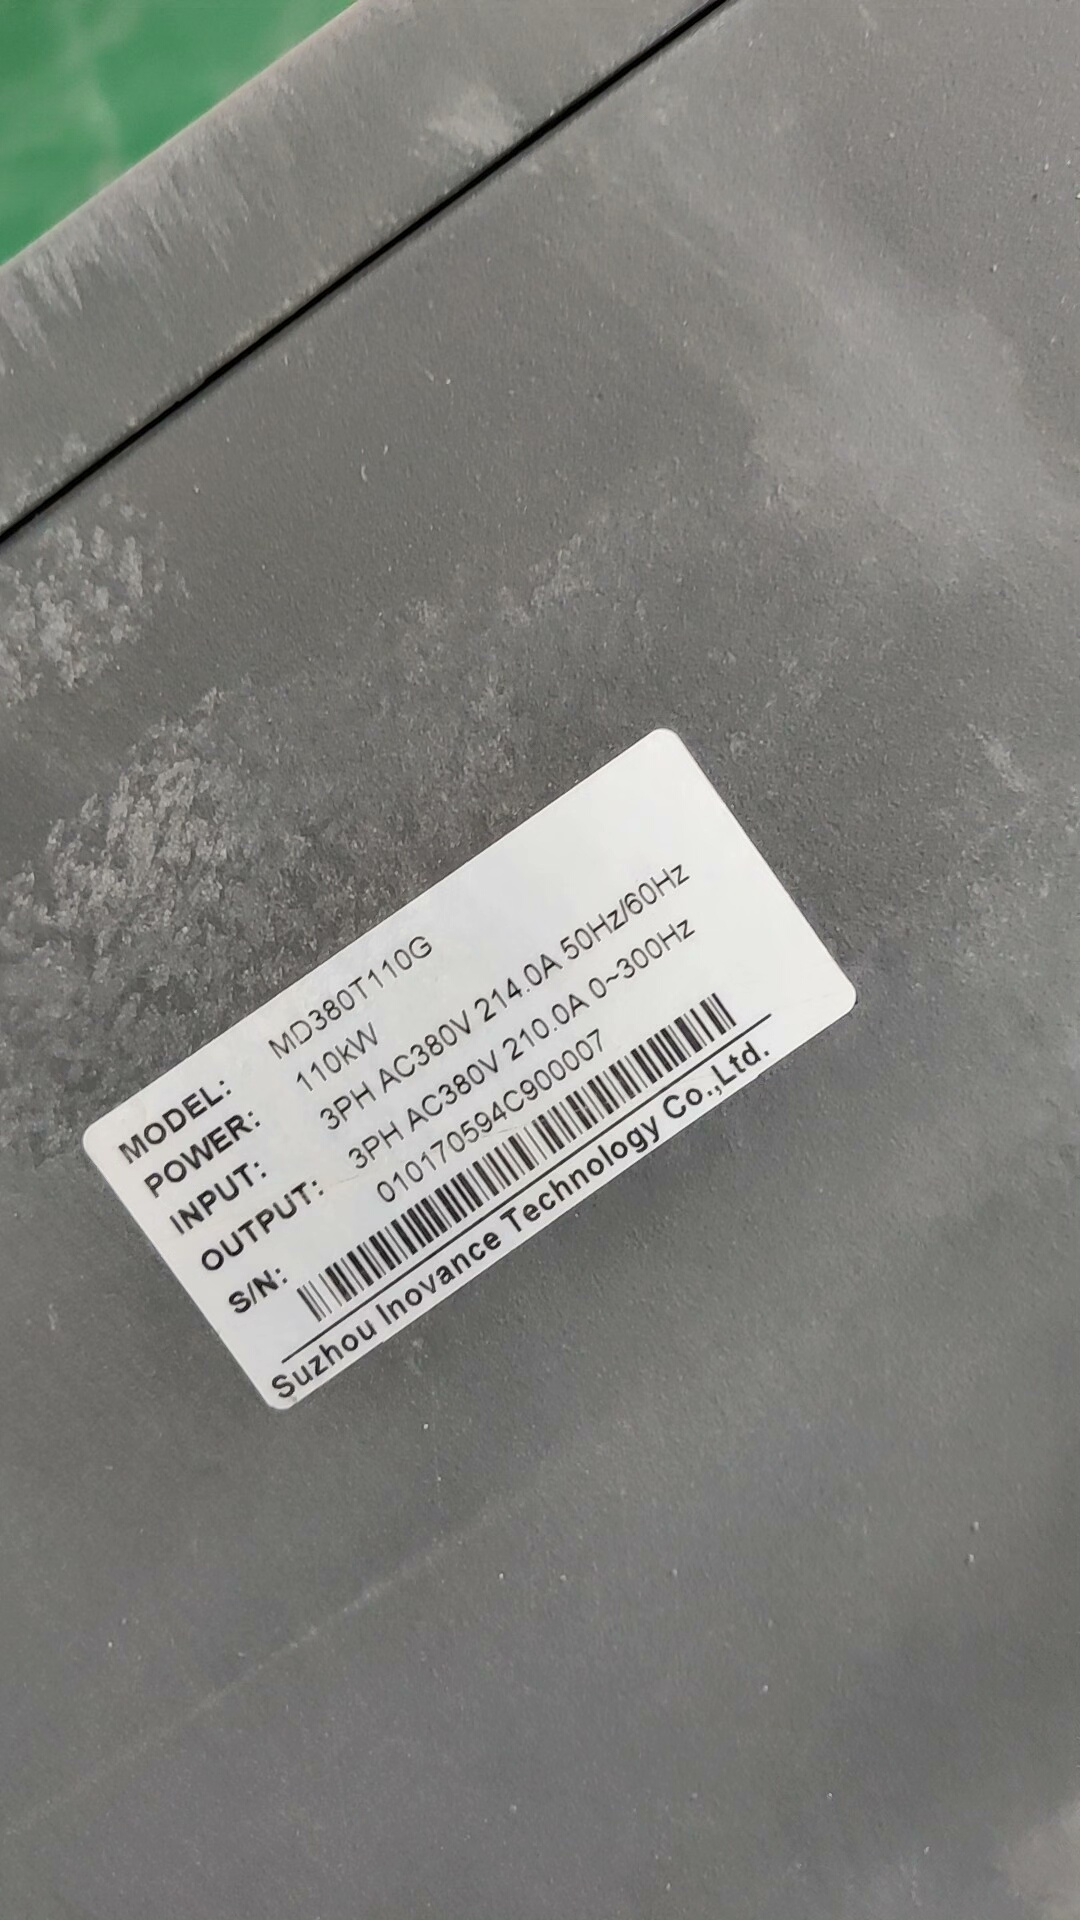 MODEL: MD380T110G
POWER: 110kW
INPUT: 3PH AC380V 214.0A 50Hz/60Hz
OUTPUT: 3PH AC380V 210.0A 0~300Hz
S/N: 010170594C900007
Suzhou Inovance Technology Co.,Ltd.